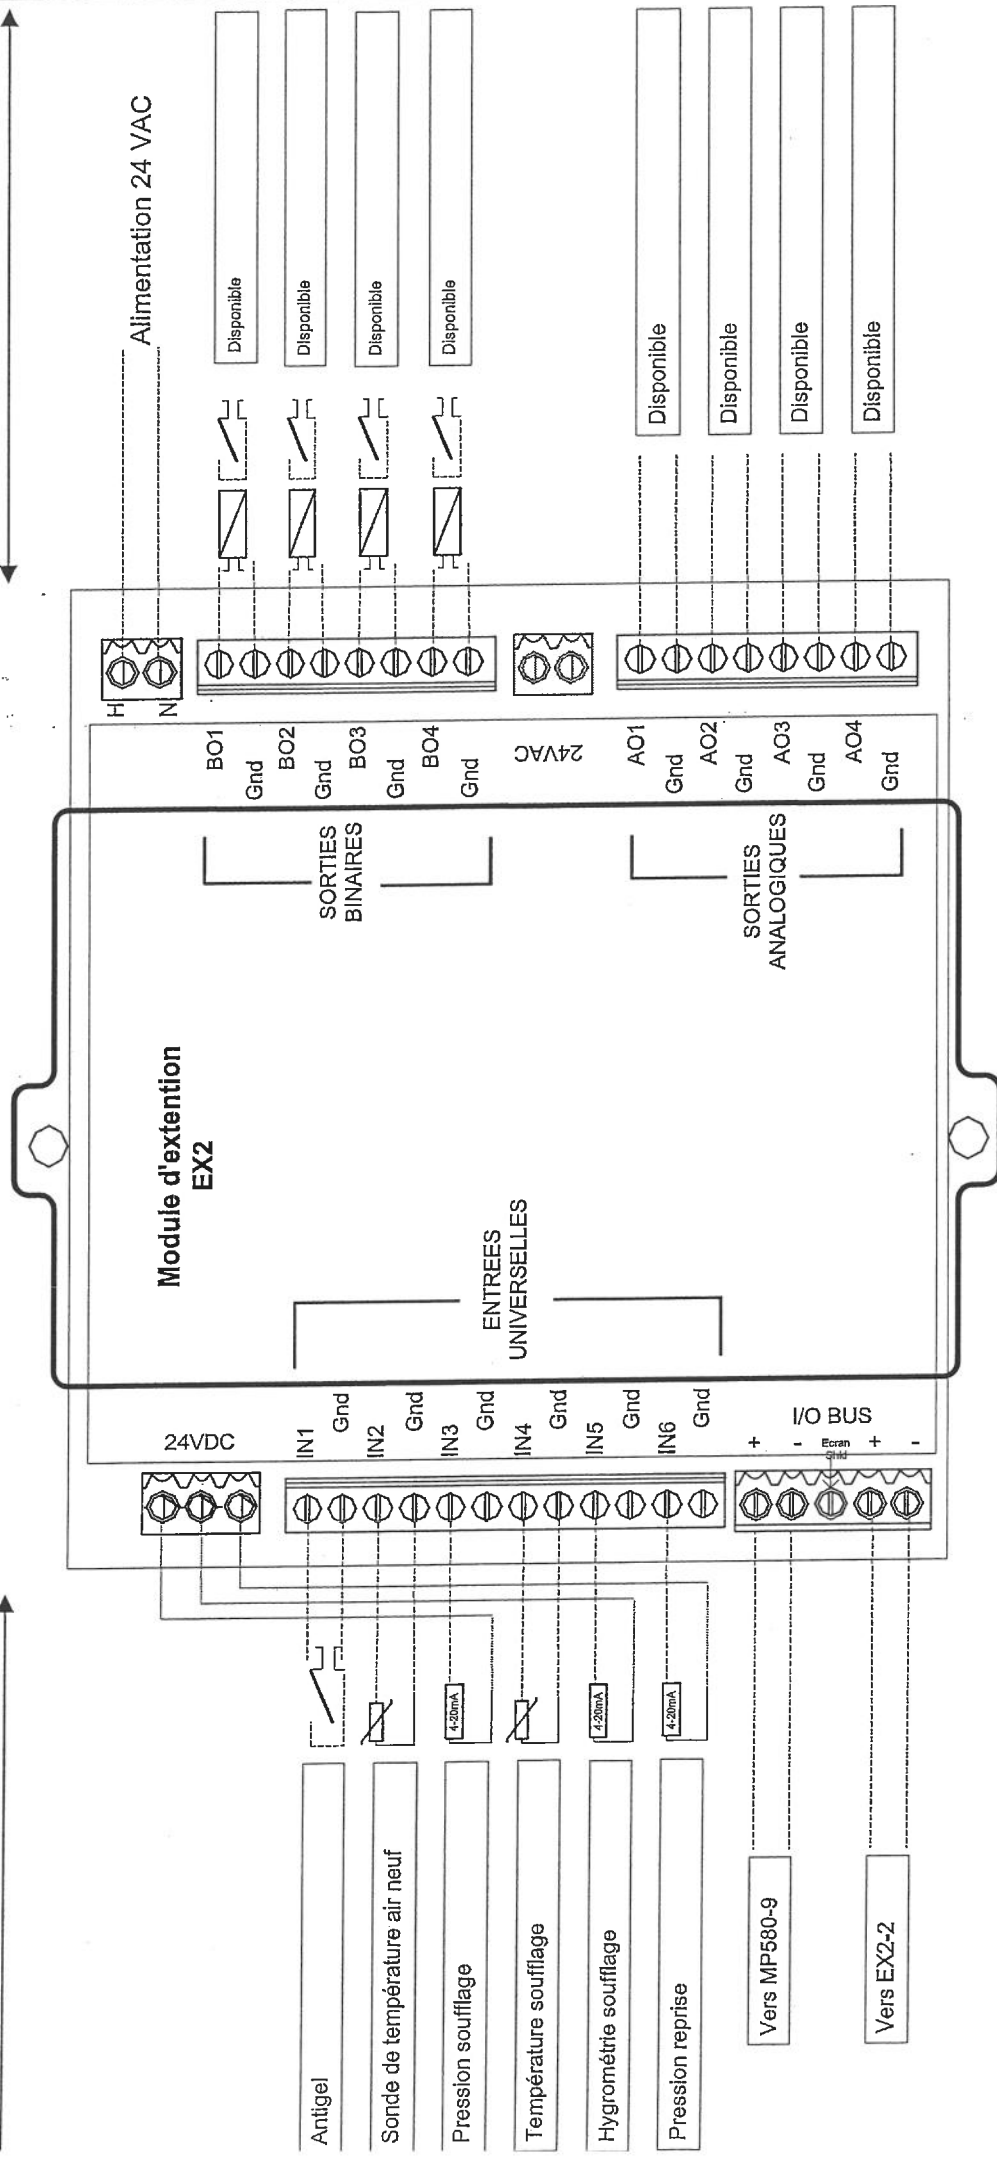 Alimentation 24 VAC
Disponible
Disponible
Disponible
Disponible
Disponible
Disponible
Disponible
Disponible
H
N
BO1
Gnd
BO2
Gnd
BO3
Gnd
BO4
Gnd
24VAC
AO1
Gnd
AO2
Gnd
AO3
Gnd
AO4
Gnd
SORTIES
BINAIRES
SORTIES
ANALOGIQUES
Module d'extention
EX2
ENTREES
UNIVERSELLES
24VDC
IN1
Gnd
IN2
Gnd
IN3
Gnd
IN4
Gnd
IN5
Gnd
IN6
Gnd
I/O BUS
+
-
Ecran
Shld
+
-
4-20mA
4-20mA
4-20mA
Antigel
Sonde de température air neuf
Pression soufflage
Température soufflage
Hygrométrie soufflage
Pression reprise
Vers MP580-9
Vers EX2-2